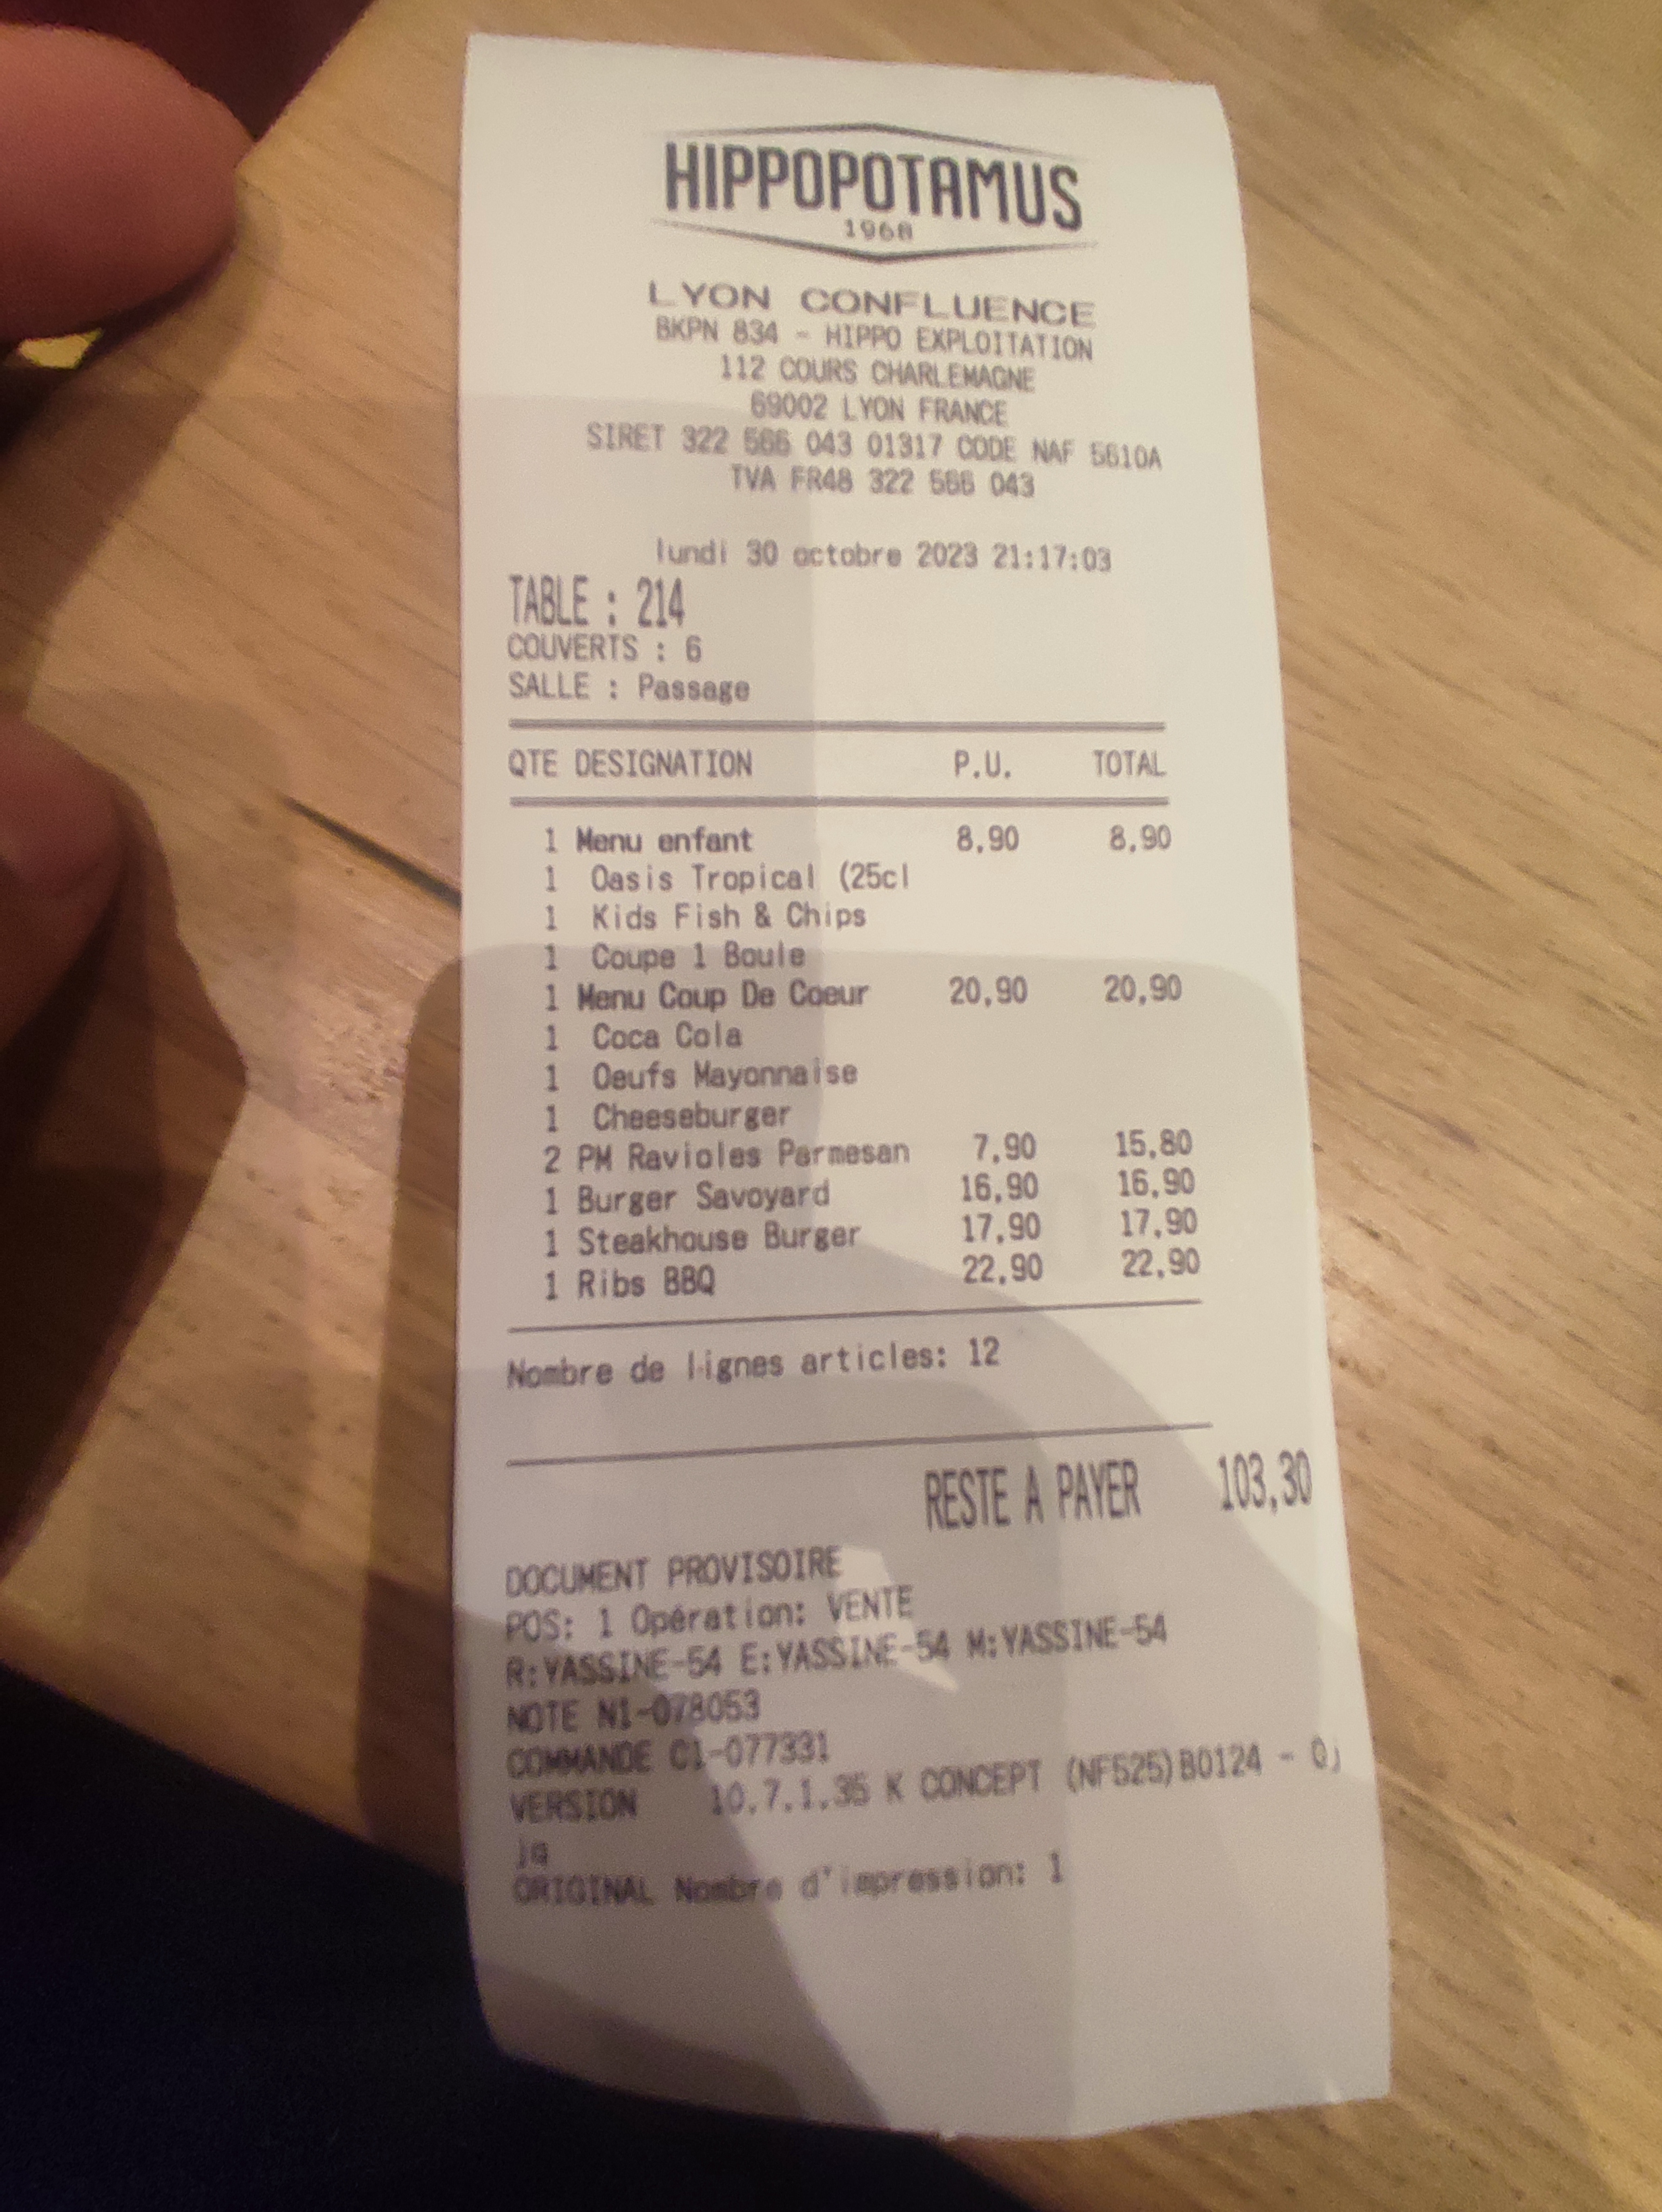 HIPPOPOTAMUS
1968
LYON CONFLUENCE
BKPN 834 - HIPPO EXPLOITATION
112 COURS CHARLEMAGNE
69002 LYON FRANCE
SIRET 322 566 043 01317 CODE NAF 5610A
TVA FR48 322 566 043
lundi 30 octobre 2023 21:17:03
TABLE : 214
COUVERTS : 6
SALLE : Passage
QTE DESIGNATION P.U. TOTAL
1 Menu enfant 8,90 8,90
1 Oasis Tropical (25cl
1 Kids Fish & Chips
1 Coupe 1 Boule
1 Menu Coup De Coeur 20,90 20,90
1 Coca Cola
1 Oeufs Mayonnaise
1 Cheeseburger
2 PM Ravioles Parmesan 7,90 15,80
1 Burger Savoyard 16,90 16,90
1 Steakhouse Burger 17,90 17,90
1 Ribs BBQ 22,90 22,90
Nombre de lignes articles: 12
RESTE A PAYER 103,30
DOCUMENT PROVISOIRE
POS: 1 Opération: VENTE
R:YASSINE-54 E:YASSINE-54 M:YASSINE-54
NOTE N1-078053
COMMANDE C1-077331
VERSION 10.7.1.35 K CONCEPT (NF525)B0124 -
ORIGINAL Nombre d'impression: 1